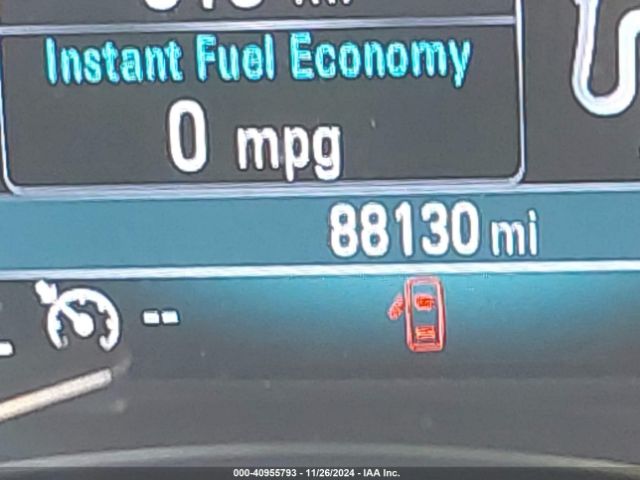 Instant Fuel Economy
0 mpg
88130 mi
--
000-40955793 - 11/26/2024 - IAA Inc.